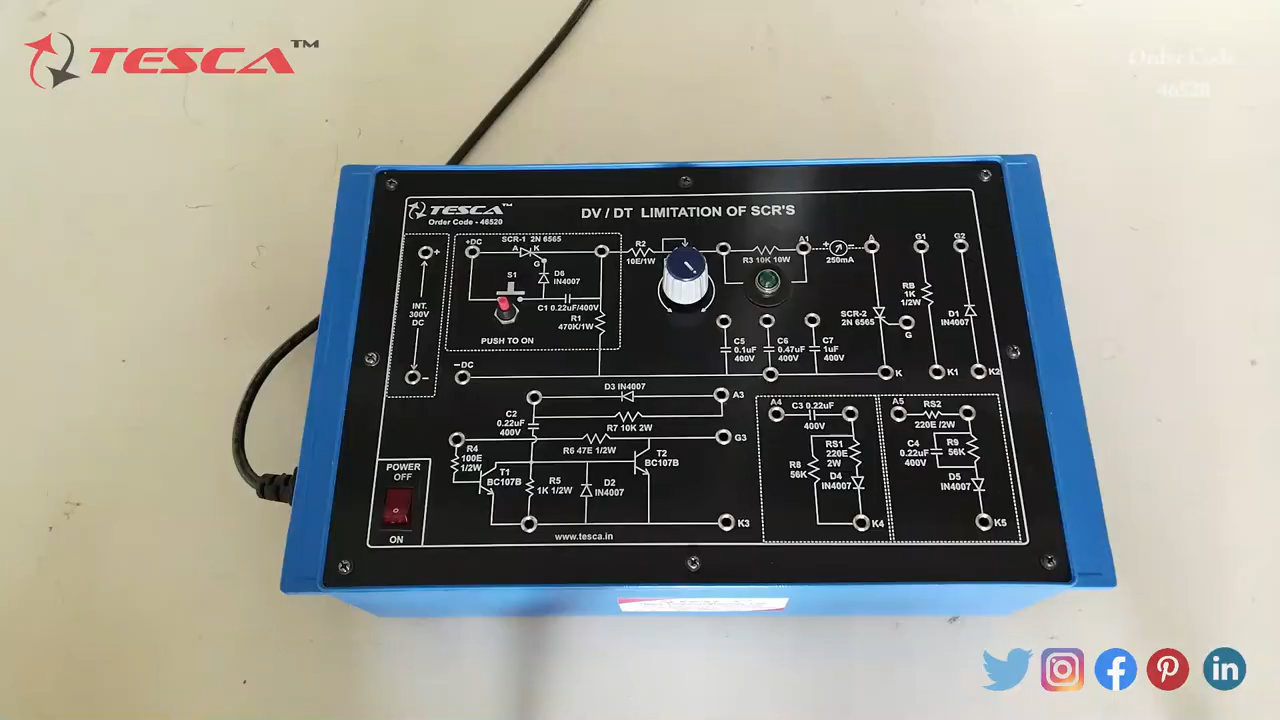 TESCA™
Order Code
46520
TESCA™
Order Code - 46520
DV / DT LIMITATION OF SCR'S
+DC
SCR-1 2N 6565
A K
G
S1
D6
IN4007
C1 0.22uF/400V
R1
470K/1W
PUSH TO ON
-DC
+
INT.
300V
DC
-
R2
10E/1W
R3 10K 10W
A1
+ -
250mA
A
G1
G2
RB
1K
1/2W
D1
IN4007
SCR-2
2N 6565
G
K
K1
K2
C5
0.1uF
400V
C6
0.47uF
400V
C7
1uF
400V
D3 IN4007
A3
C2
0.22uF
400V
R7 10K 2W
G3
R6 47E 1/2W
R4
100E
1/2W
T1
BC107B
R5
1K 1/2W
D2
IN4007
T2
BC107B
K3
www.tesca.in
A4
C3 0.22uF
400V
RS1
220E
2W
R8
56K
D4
IN4007
K4
A5
RS2
220E /2W
C4
0.22uF
400V
R9
56K
D5
IN4007
K5
POWER
OFF
ON